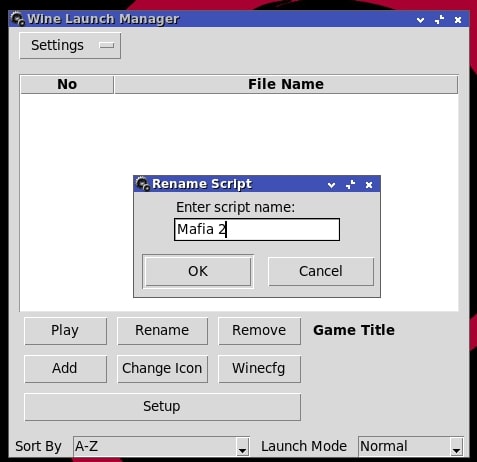 Wine Launch Manager
Settings
No File Name
Rename Script
Enter script name:
Mafia 2
OK Cancel
Play Rename Remove Game Title
Add Change Icon Winecfg
Setup
Sort By A-Z Launch Mode Normal